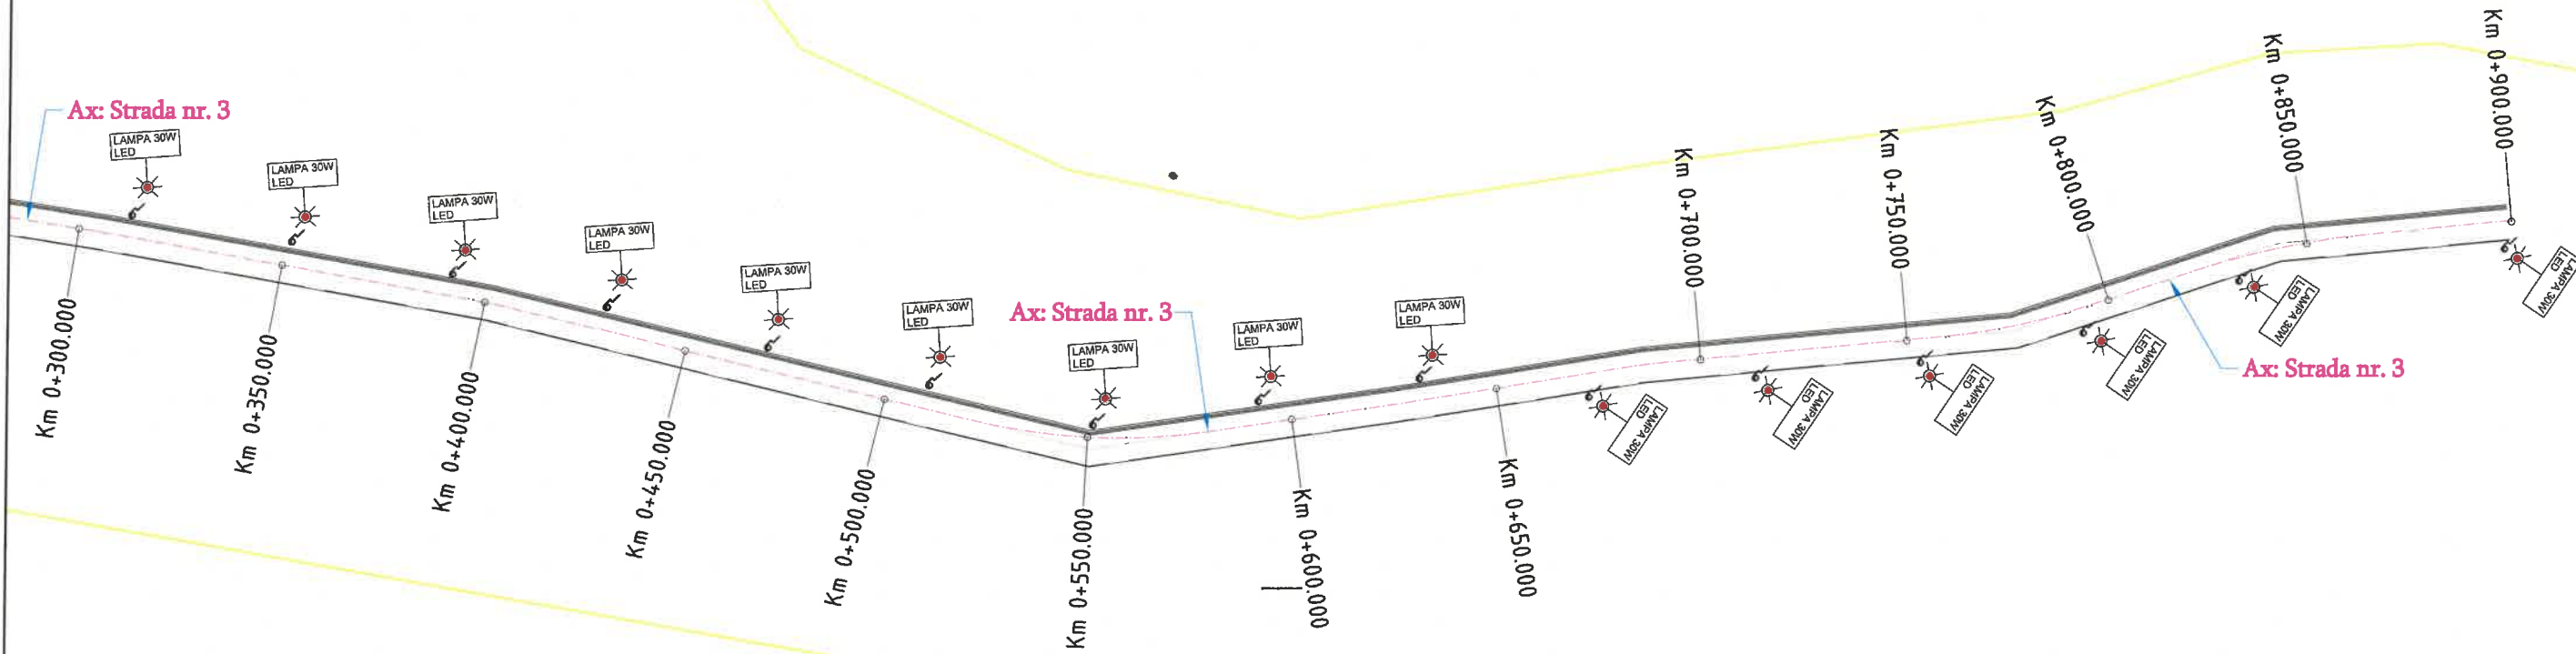 Ax: Strada nr. 3
LAMPA 30W
LED
LAMPA 30W
LED
LAMPA 30W
LED
LAMPA 30W
LED
LAMPA 30W
LED
LAMPA 30W
LED
LAMPA 30W
LED
LAMPA 30W
LED
LAMPA 30W
LED
Ax: Strada nr. 3
Km 0+300.000
Km 0+350.000
Km 0+400.000
Km 0+450.000
Km 0+500.000
Km 0+550.000
Km 0+600.000
Km 0+650.000
Km 0+700.000
Km 0+750.000
Km 0+800.000
Km 0+850.000
Km 0+900.000
LAMPA 30W
LED
LAMPA 30W
LED
LAMPA 30W
LED
LAMPA 30W
LED
LAMPA 30W
LED
LAMPA 30W
LED
Ax: Strada nr. 3